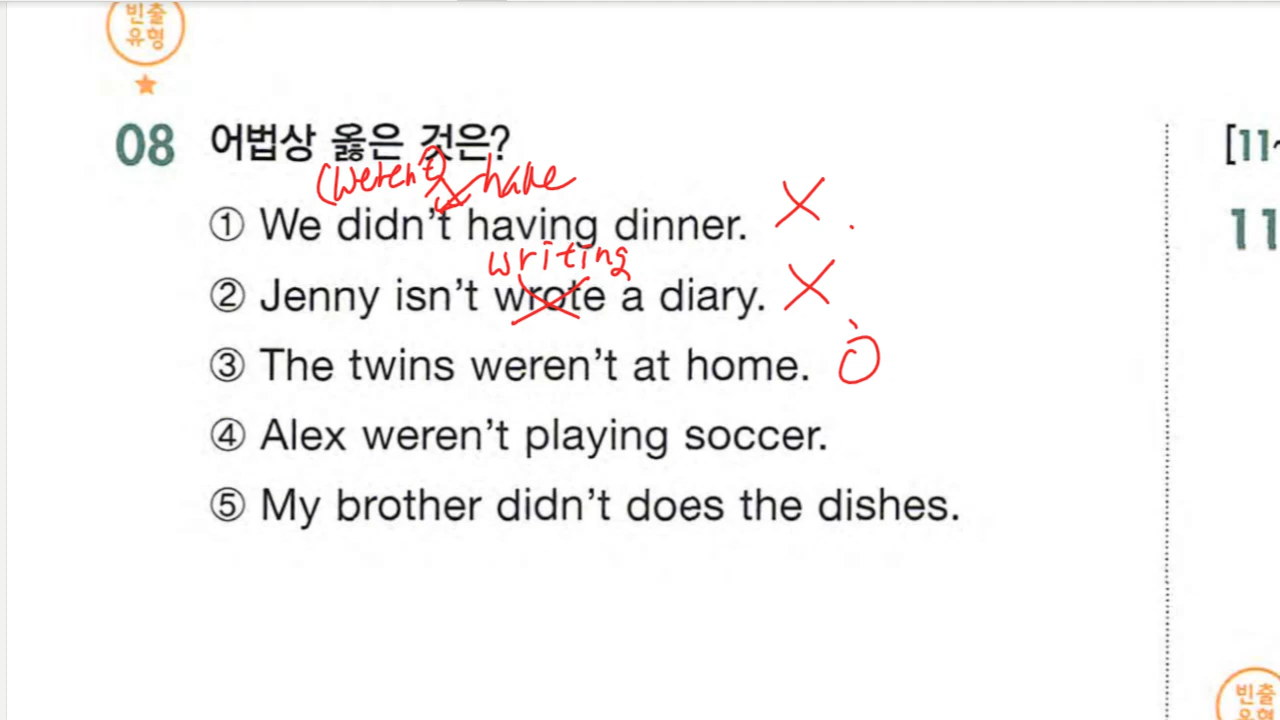 빈출
유형
08 어법상 옳은 것은?
(weren't) have
① We didn't having dinner. X
writing
② Jenny isn't wrote a diary. X
③ The twins weren't at home. O
④ Alex weren't playing soccer.
⑤ My brother didn't does the dishes.
[11~
11
빈출
유형